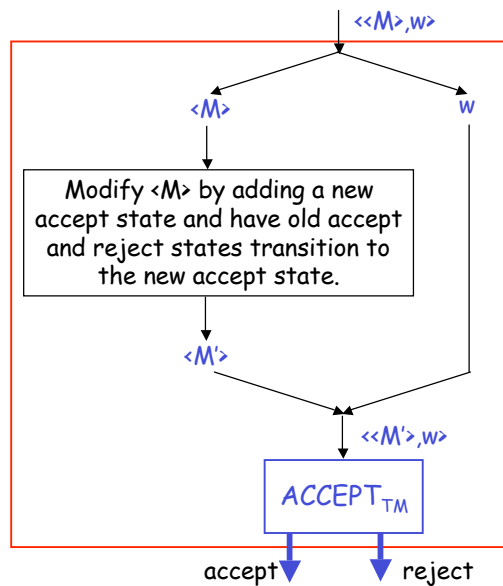 <<M>,w>
<M>
w
Modify <M> by adding a new
accept state and have old accept
and reject states transition to
the new accept state.
<M'>
<<M'>,w>
ACCEPTTM
accept
reject